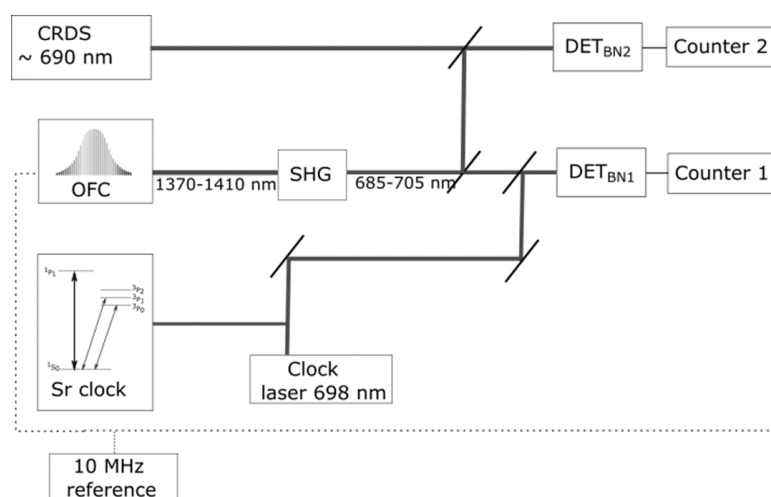 CRDS
~ 690 nm
DET_BN2
Counter 2
OFC
1370-1410 nm
SHG
685-705 nm
DET_BN1
Counter 1
¹P₁
³P₂
³P₁
³P₀
¹S₀
Sr clock
Clock
laser 698 nm
10 MHz
reference